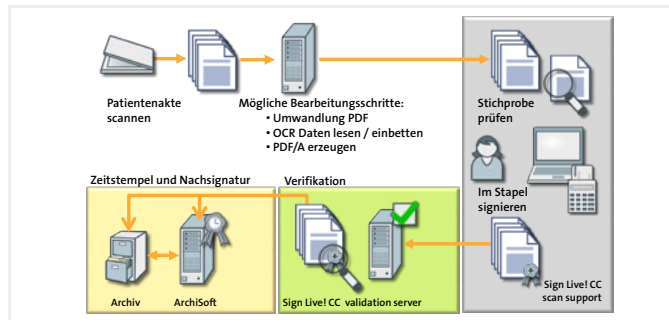 Patientenakte
scannen
Mögliche Bearbeitungsschritte:
• Umwandlung PDF
• OCR Daten lesen / einbetten
• PDF/A erzeugen
Stichprobe
prüfen
Im Stapel
signieren
Sign Live! CC
scan support
Verifikation
Sign Live! CC validation server
Zeitstempel und Nachsignatur
Archiv
ArchiSoft